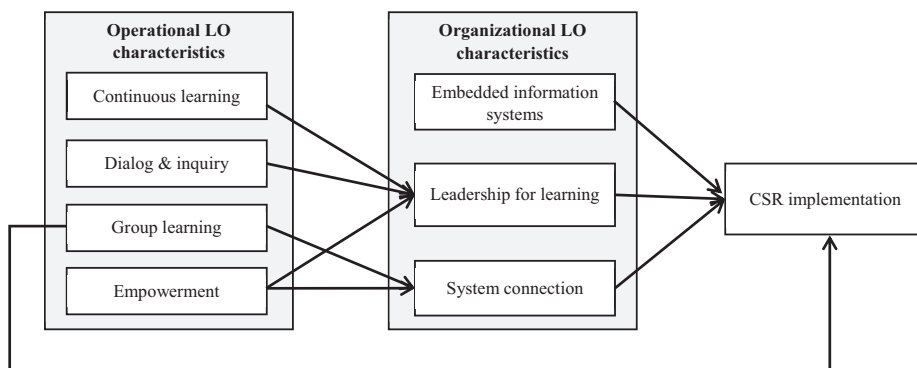 Operational LO
characteristics
Continuous learning
Dialog & inquiry
Group learning
Empowerment
Organizational LO
characteristics
Embedded information
systems
Leadership for learning
System connection
CSR implementation